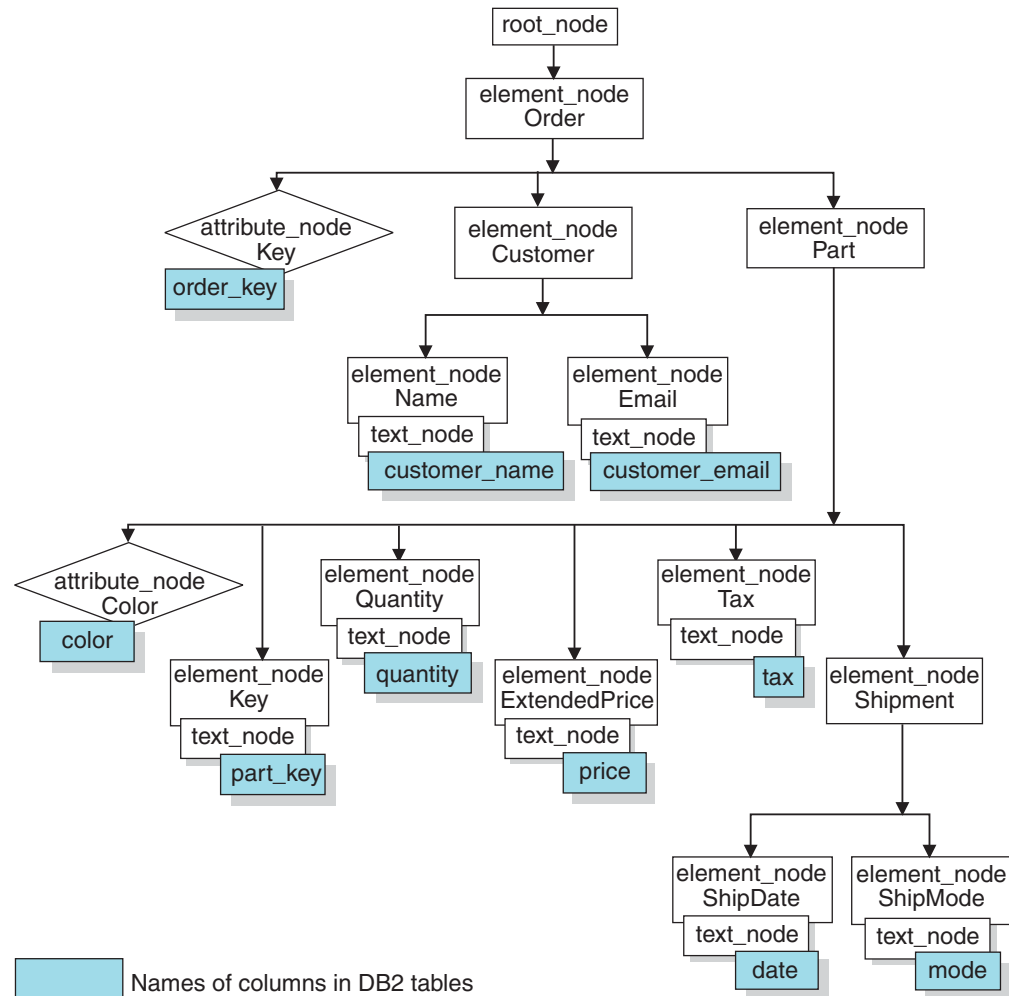 root_node
element_node
Order
attribute_node
Key
order_key
element_node
Customer
element_node
Part
element_node
Name
text_node
customer_name
element_node
Email
text_node
customer_email
attribute_node
Color
color
element_node
Key
text_node
part_key
element_node
Quantity
text_node
quantity
element_node
ExtendedPrice
text_node
price
element_node
Tax
text_node
tax
element_node
Shipment
element_node
ShipDate
text_node
date
element_node
ShipMode
text_node
mode
Names of columns in DB2 tables